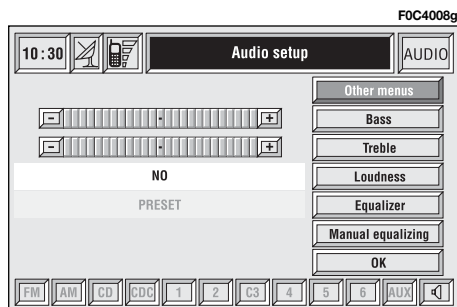 F0C4008g
10:30 Audio setup AUDIO
Other menus
- + Bass
- + Treble
NO Loudness
PRESET Equalizer
Manual equalizing
OK
FM AM CD CDC 1 2 C3 4 5 6 AUX